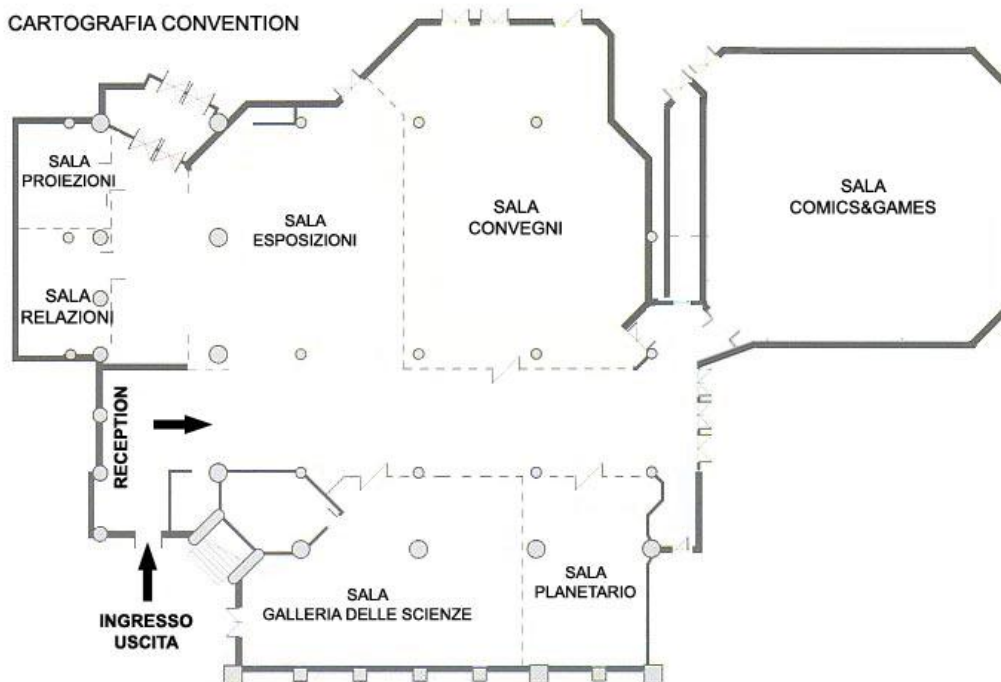 CARTOGRAFIA CONVENTION
SALA
PROIEZIONI
SALA
RELAZIONI
SALA
ESPOSIZIONI
SALA
CONVEGNI
SALA
COMICS&GAMES
RECEPTION
INGRESSO
USCITA
SALA
GALLERIA DELLE SCIENZE
SALA
PLANETARIO